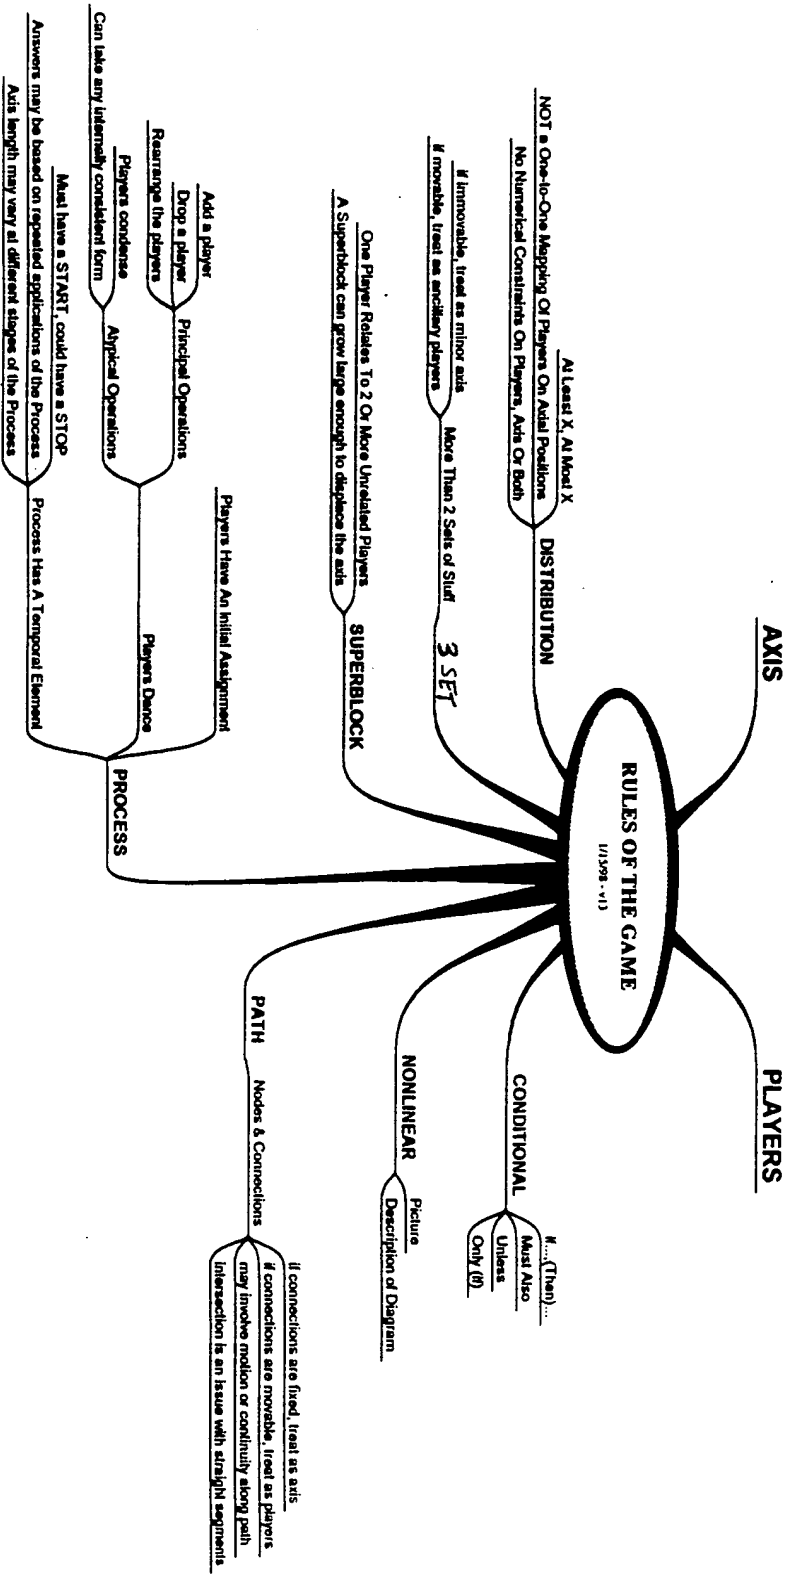 RULES OF THE GAME
1/15/98 - v13
AXIS
PLAYERS
DISTRIBUTION
At Least X, At Most X
NOT a One-to-One Mapping Of Players On Axial Positions
No Numerical Constraints On Players, Axis Or Both
3 SET
More Than 2 Sets of Stuff
if immovable, treat as minor axis
if movable, treat as ancillary players
SUPERBLOCK
One Player Relates To 2 Or More Unrelated Players
A Superblock can grow large enough to displace the axis
PROCESS
Players Have An Initial Assignment
Players Dance
Principal Operations
Add a player
Drop a player
Rearrange the players
Atypical Operations
Players condense
Can take any internally consistent form
Process Has A Temporal Element
Must have a START, could have a STOP
Answers may be based on repeated applications of the Process
Axis length may vary at different stages of the Process
CONDITIONAL
If....(Then)...
Must Also
Unless
Only (If)
NONLINEAR
Picture
Description of Diagram
PATH
Nodes & Connections
if connections are fixed, treat as axis
if connections are movable, treat as players
may involve motion or continuity along path
intersection is an issue with straight segments